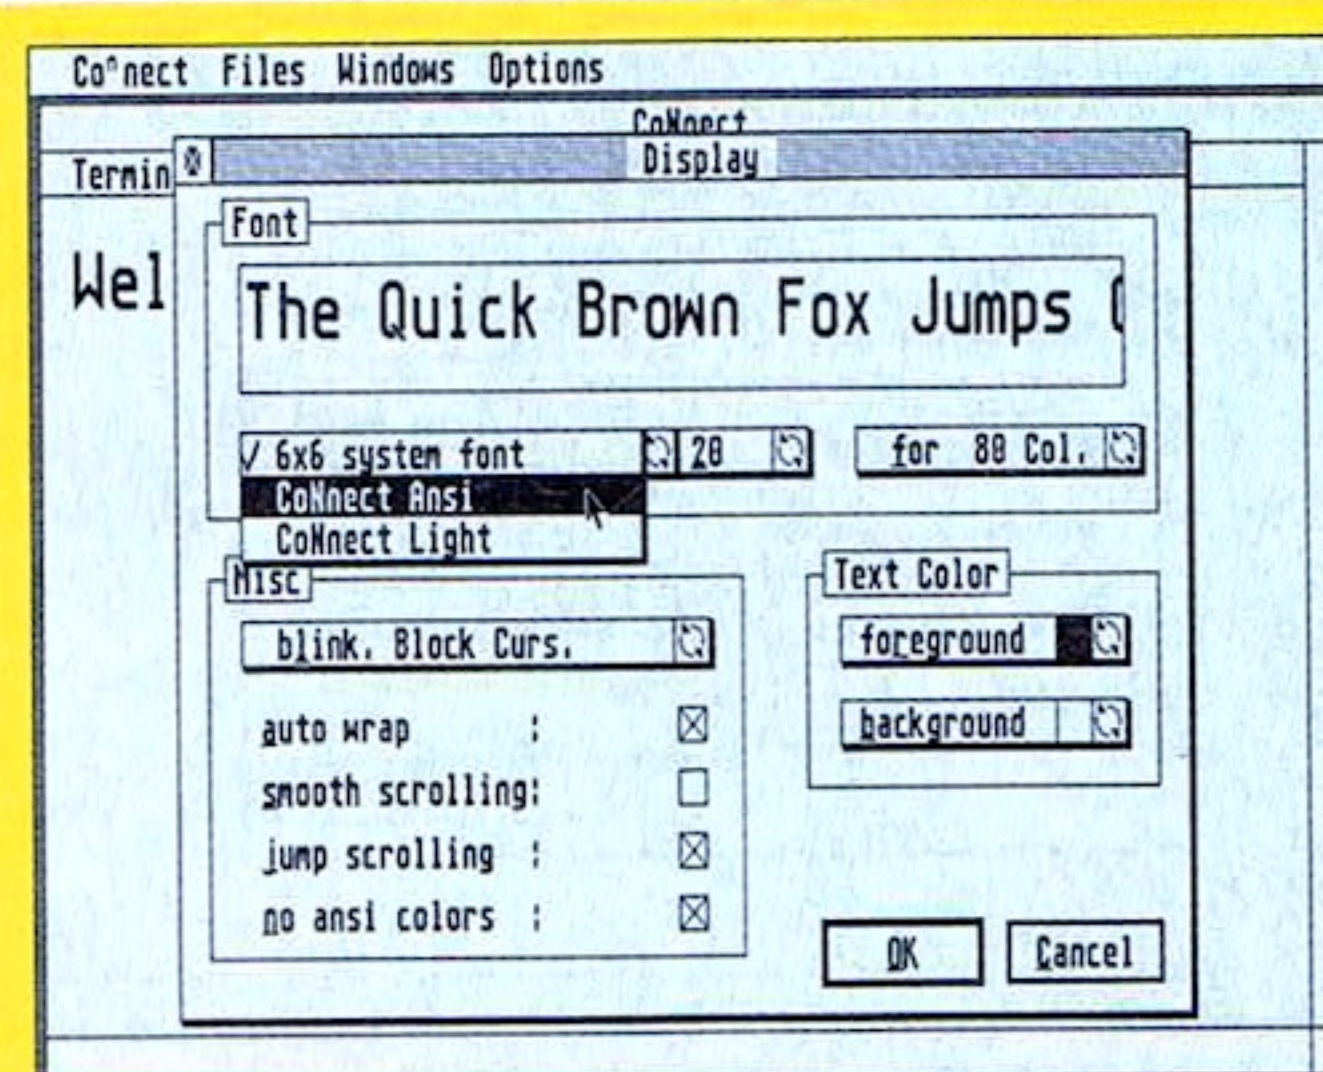 Co^nnect Files Windows Options
CoNnect
Display
Termin
Font
Wel
The Quick Brown Fox Jumps
✓ 6x6 system font 20 for 80 Col.
CoNnect Ansi
CoNnect Light
Misc
Text Color
blink. Block Curs.
foreground
auto wrap :
background
smooth scrolling:
jump scrolling :
no ansi colors :
OK Cancel